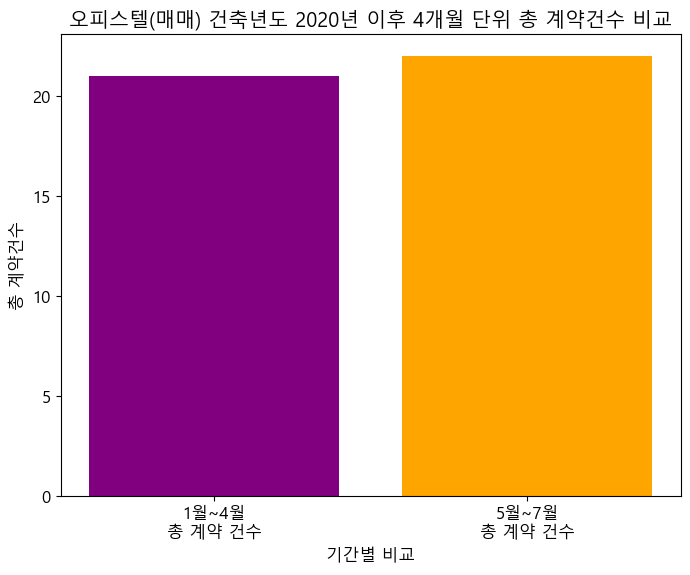 오피스텔(매매) 건축년도 2020년 이후 4개월 단위 총 계약건수 비교
총 계약건수
20
15
10
5
0
1월~4월
총 계약 건수
5월~7월
총 계약 건수
기간별 비교